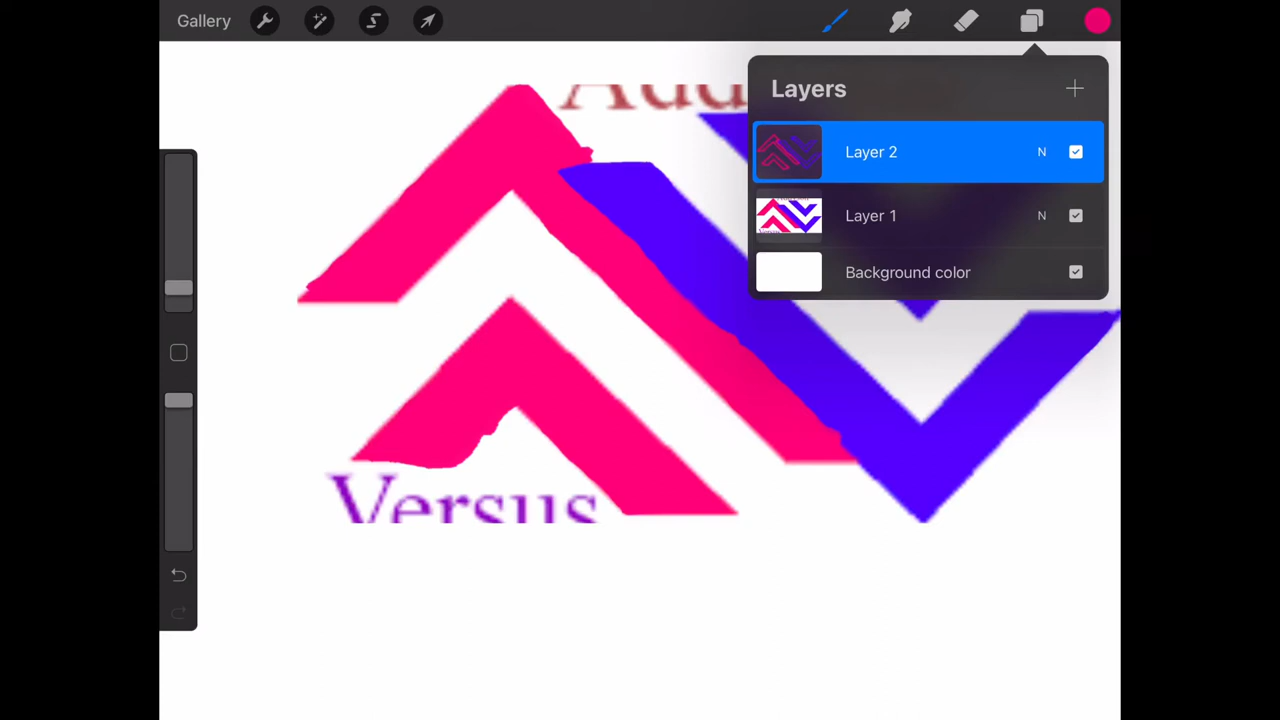 Gallery
Layers
Layer 2 N
Layer 1 N
Background color
Versus